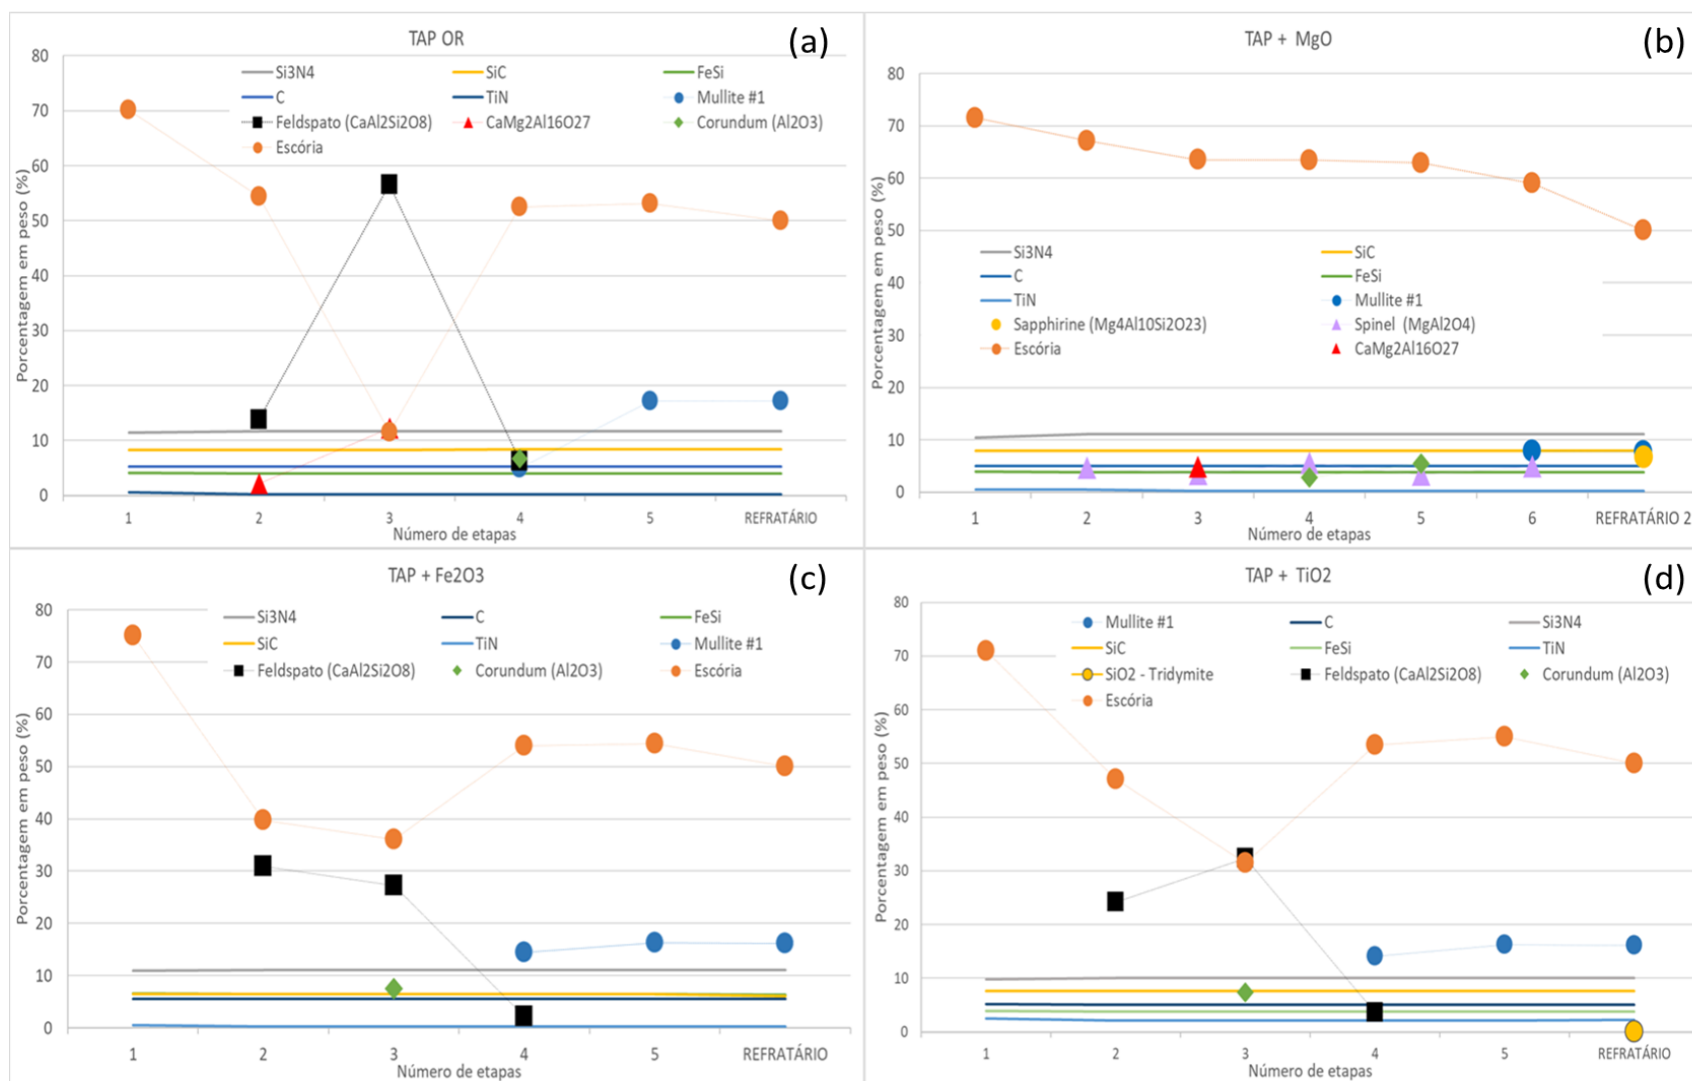 TAP OR
(a)
80
70
60
50
40
30
20
10
0
Porcentagem em peso (%)
Si3N4 SiC FeSi
C TiN Mullite #1
Feldspato (CaAl2Si2O8) CaMg2Al16O27 Corundum (Al2O3)
Escória
1 2 3 4 5 REFRATÁRIO
Número de etapas
TAP + MgO
(b)
80
70
60
50
40
30
20
10
0
Porcentagem em peso (%)
Si3N4 SiC
C FeSi
TiN Mullite #1
Sapphirine (Mg4Al10Si2O23) Spinel (MgAl2O4)
Escória CaMg2Al16O27
1 2 3 4 5 6 REFRATÁRIO 2
Número de etapas
TAP + Fe2O3
(c)
80
70
60
50
40
30
20
10
0
Porcentagem em peso (%)
Si3N4 C FeSi
SiC TiN Mullite #1
Feldspato (CaAl2Si2O8) Corundum (Al2O3) Escória
1 2 3 4 5 REFRATÁRIO
Número de etapas
TAP + TiO2
(d)
80
70
60
50
40
30
20
10
0
Porcentagem em peso (%)
Mullite #1 C Si3N4
SiC FeSi TiN
SiO2 - Tridymite Feldspato (CaAl2Si2O8) Corundum (Al2O3)
Escória
1 2 3 4 5 REFRATÁRIO
Número de etapas